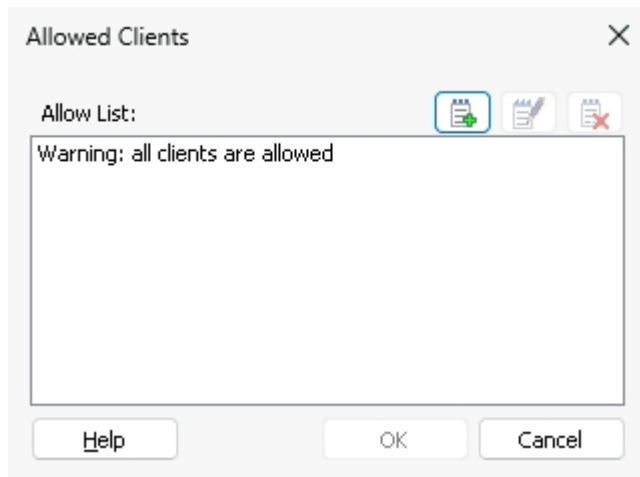 Allowed Clients
Allow List:
Warning: all clients are allowed
Help
OK
Cancel